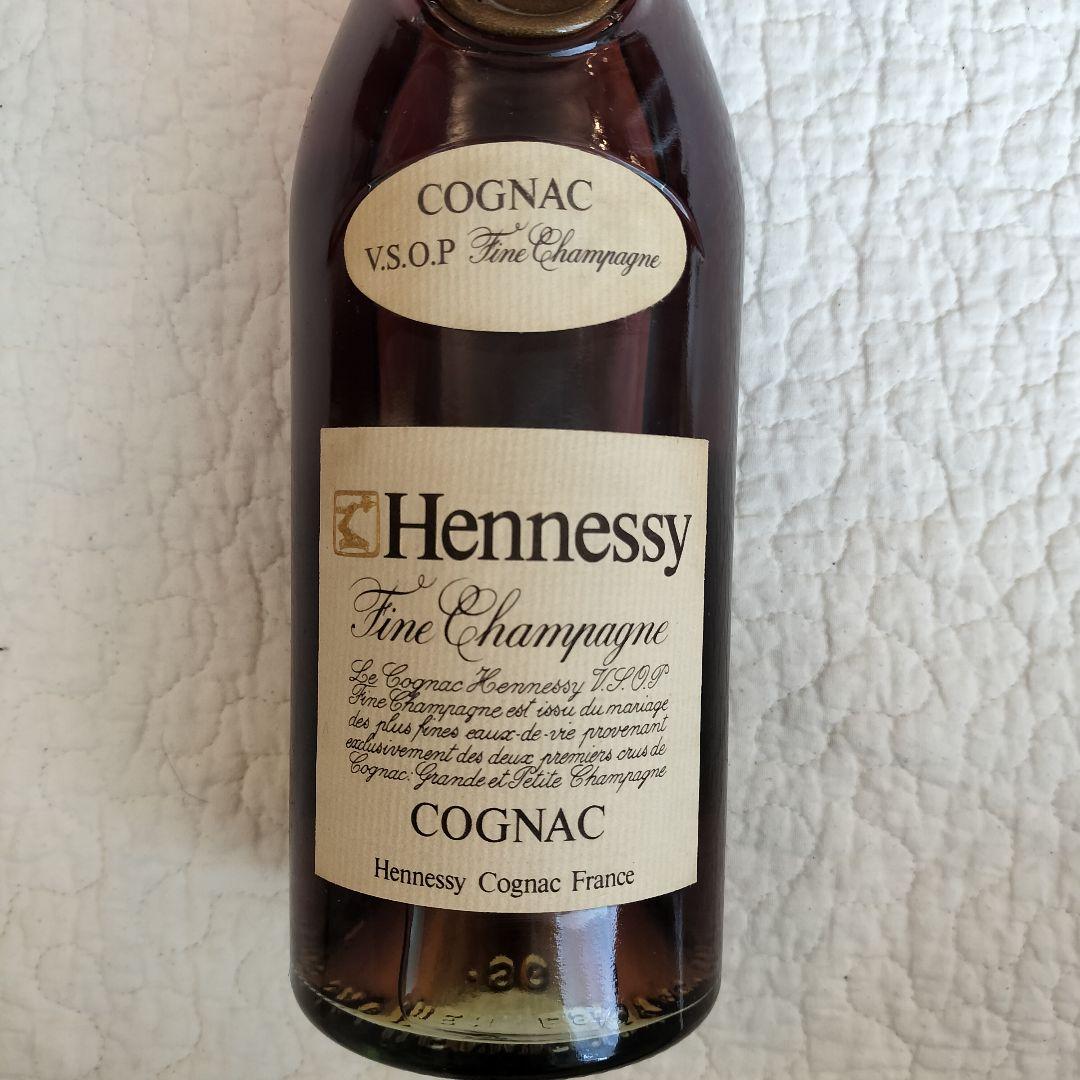 COGNAC
V.S.O.P Fine Champagne
Hennessy
Fine Champagne
Le Cognac Hennessy V.S.O.P
Fine Champagne est issu du mariage
des plus fines eaux-de-vie provenant
exclusivement des deux premiers crus de
Cognac: Grande et Petite Champagne
COGNAC
Hennessy Cognac France